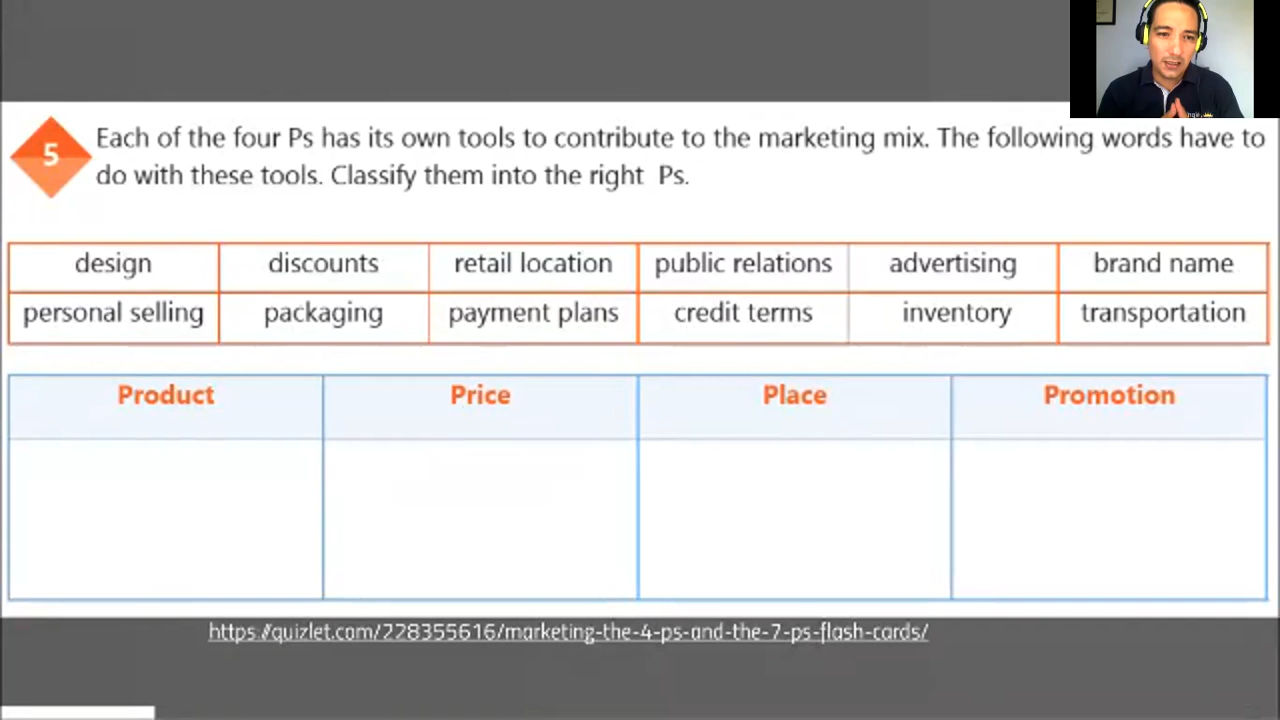 5
Each of the four Ps has its own tools to contribute to the marketing mix. The following words have to
do with these tools. Classify them into the right Ps.
design discounts retail location public relations advertising brand name
personal selling packaging payment plans credit terms inventory transportation
Product Price Place Promotion
https://quizlet.com/228355616/marketing-the-4-ps-and-the-7-ps-flash-cards/